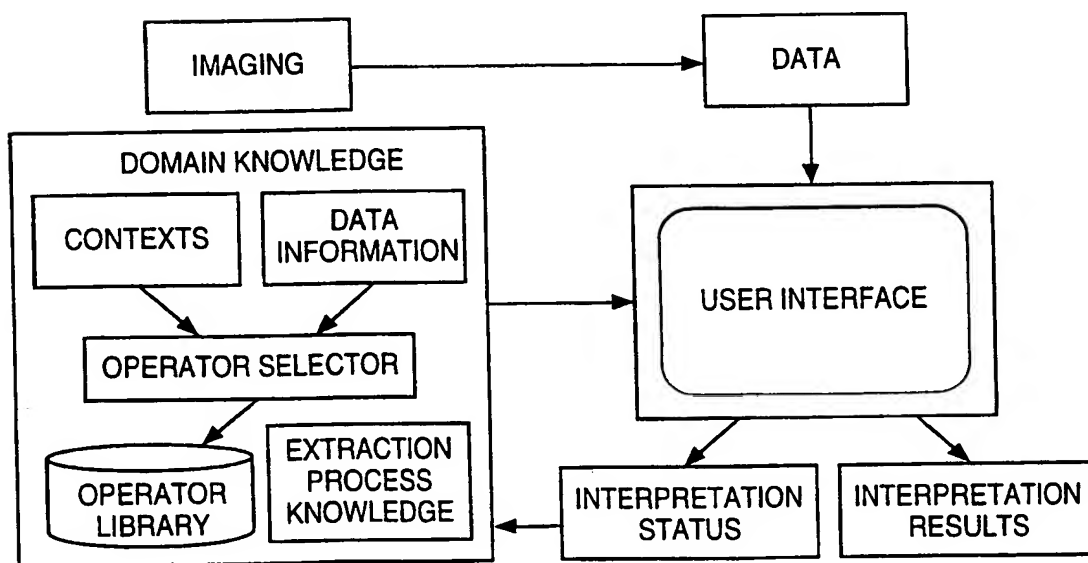 IMAGING
DATA
DOMAIN KNOWLEDGE
CONTEXTS
DATA
INFORMATION
OPERATOR SELECTOR
OPERATOR
LIBRARY
EXTRACTION
PROCESS
KNOWLEDGE
USER INTERFACE
INTERPRETATION
STATUS
INTERPRETATION
RESULTS